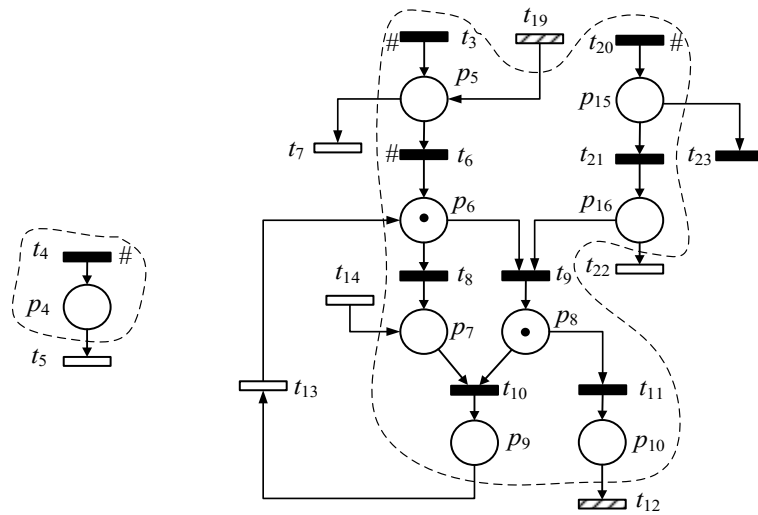 t19
# t3
t20 #
p5
p15
t7
# t6
t21 t23
p6
p16
t4 #
t14 t8 t9 t22
p4
p7 p8
t5
t13 t10 t11
p9 p10
t12